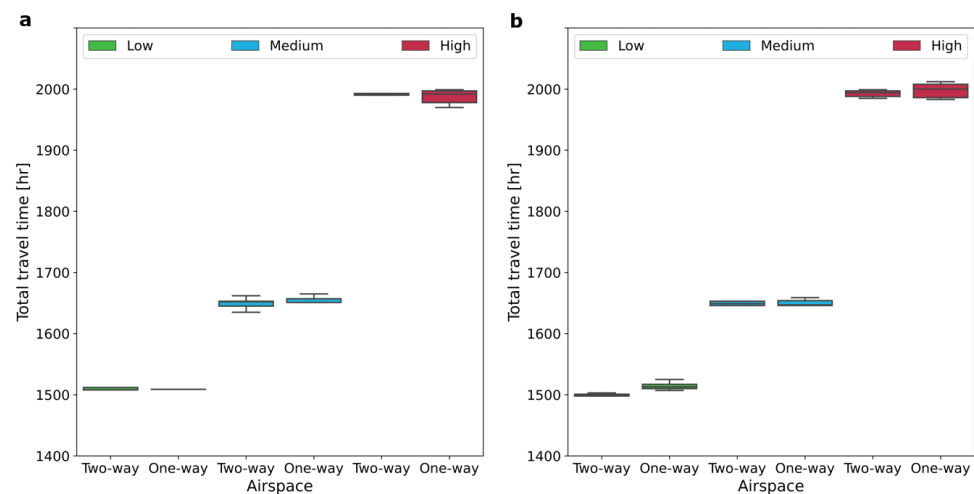 a
Low Medium High
2000
1900
1800
1700
1600
1500
1400
Total travel time [hr]
Two-way One-way Two-way One-way Two-way One-way
Airspace
b
Low Medium High
2000
1900
1800
1700
1600
1500
1400
Total travel time [hr]
Two-way One-way Two-way One-way Two-way One-way
Airspace